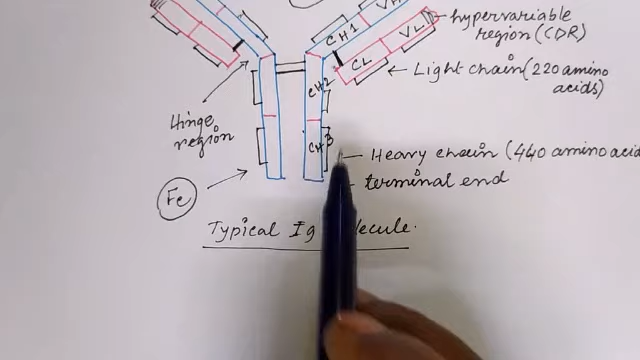 VH
CH1
VL
CL
hypervariable
region (CDR)
Light chain (220 amino
acids)
CH2
Hinge
region
CH3
Heavy chain (440 amino acid
Fc
terminal end
Typical Ig